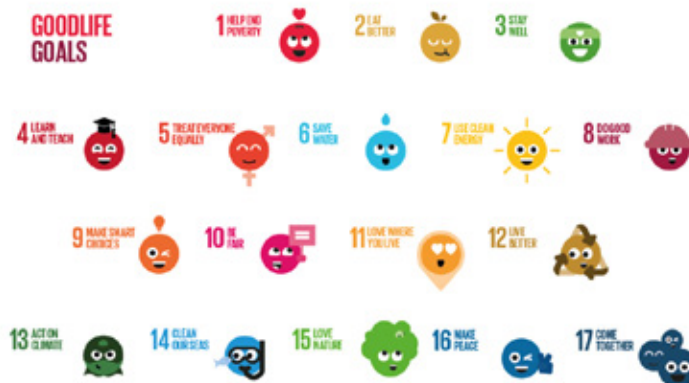 GOODLIFE
GOALS
1 HELP END
POVERTY
2 EAT
BETTER
3 STAY
WELL
4 LEARN
AND TEACH
5 TREAT EVERYONE
EQUALLY
6 SAVE
WATER
7 USE CLEAN
ENERGY
8 DO GOOD
WORK
9 MAKE SMART
CHOICES
10 BE
FAIR
11 LOVE WHERE
YOU LIVE
12 LIVE
BETTER
13 ACT ON
CLIMATE
14 CLEAN
OUR SEAS
15 LOVE
NATURE
16 MAKE
PEACE
17 COME
TOGETHER